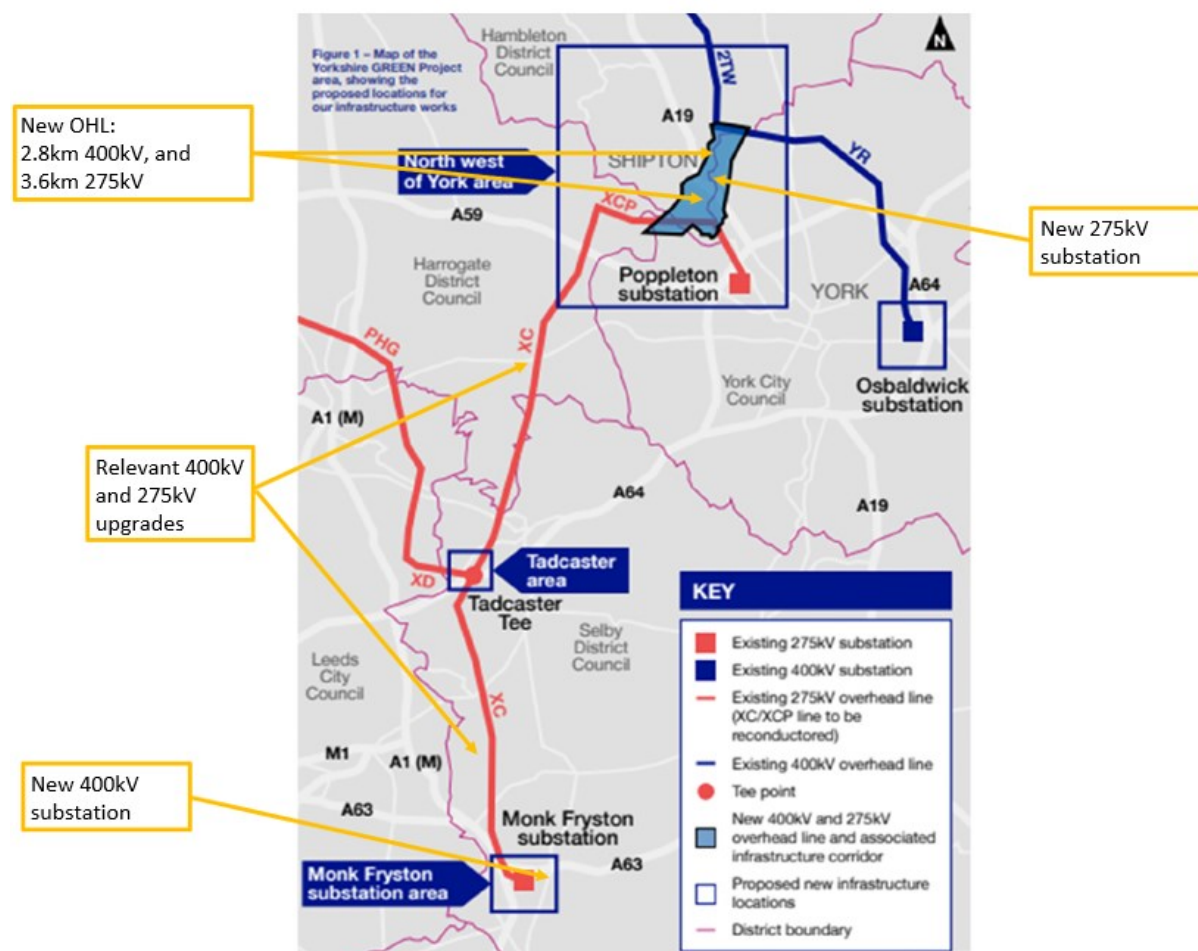 Figure 1 – Map of the
Yorkshire GREEN Project
area, showing the
proposed locations for
our infrastructure works
Hambleton
District
Council
2TW
N
New OHL:
2.8km 400kV, and
3.6km 275kV
A19
SHIPTON
North west
of York area
YR
XCP
A59
New 275kV
substation
Harrogate
District
Council
Poppleton
substation
YORK
A64
PHG
XC
Osbaldwick
substation
York City
Council
A1 (M)
Relevant 400kV
and 275kV
upgrades
A64
A19
XD
Tadcaster
area
Tadcaster
Tee
Selby
District
Council
Leeds
City
Council
XC
M1
A1 (M)
New 400kV
substation
A63
Monk Fryston
substation
A63
Monk Fryston
substation area
KEY
Existing 275kV substation
Existing 400kV substation
Existing 275kV overhead line
(XC/XCP line to be
reconductored)
Existing 400kV overhead line
Tee point
New 400kV and 275kV
overhead line and associated
infrastructure corridor
Proposed new infrastructure
locations
District boundary